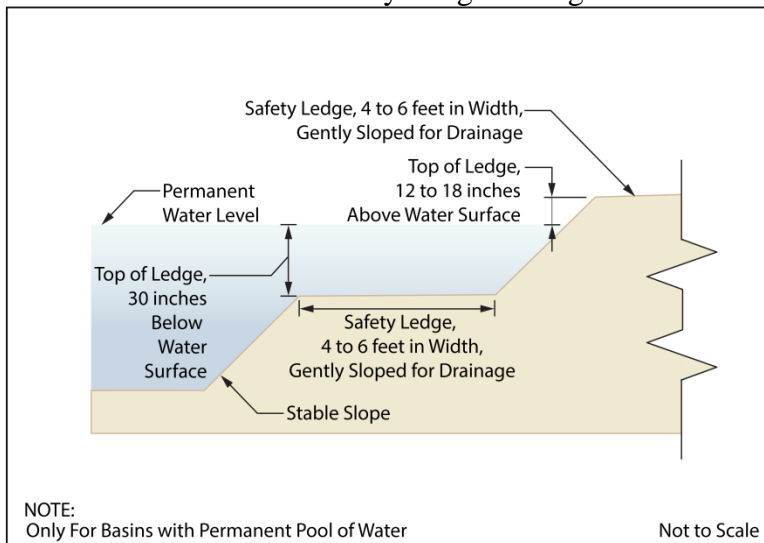 Safety Ledge, 4 to 6 feet in Width,
Gently Sloped for Drainage
Top of Ledge,
12 to 18 inches
Above Water Surface
Permanent
Water Level
Top of Ledge,
30 inches
Below
Water
Surface
Safety Ledge,
4 to 6 feet in Width,
Gently Sloped for Drainage
Stable Slope
NOTE:
Only For Basins with Permanent Pool of Water
Not to Scale